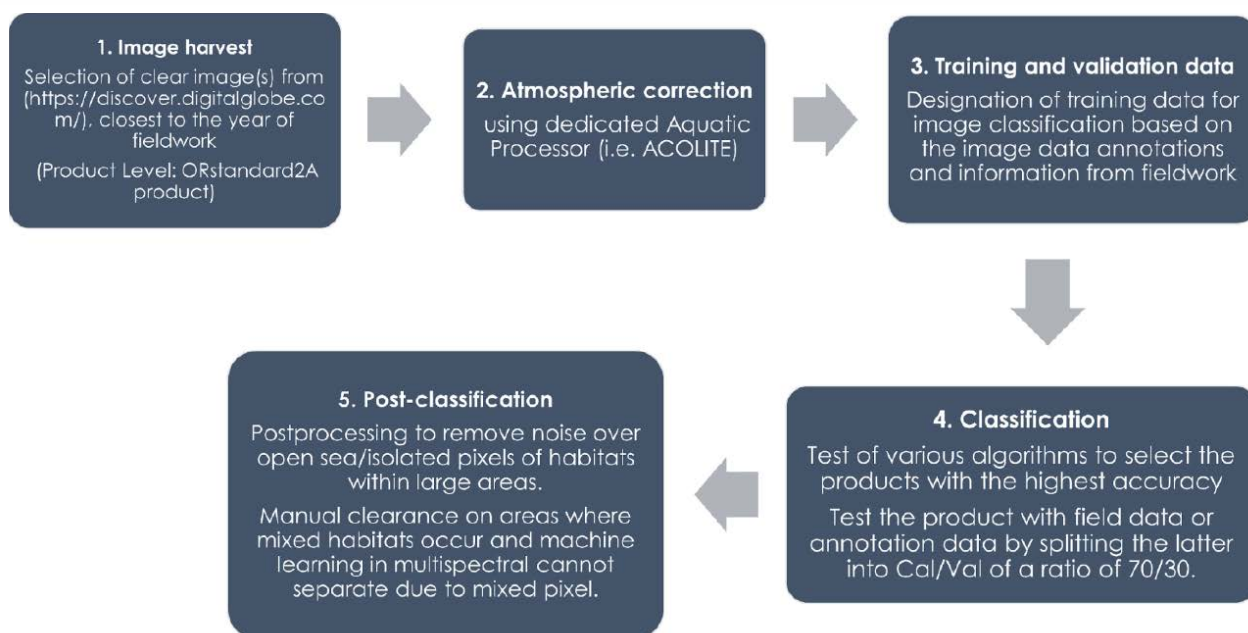 1. Image harvest
Selection of clear image(s) from
(https://discover.digitalglobe.co
m/), closest to the year of
fieldwork
(Product Level: ORstandard2A
product)
2. Atmospheric correction
using dedicated Aquatic
Processor (i.e. ACOLITE)
3. Training and validation data
Designation of training data for
image classification based on
the image data annotations
and information from fieldwork
4. Classification
Test of various algorithms to select the
products with the highest accuracy
Test the product with field data or
annotation data by splitting the latter
into Cal/Val of a ratio of 70/30.
5. Post-classification
Postprocessing to remove noise over
open sea/isolated pixels of habitats
within large areas.
Manual clearance on areas where
mixed habitats occur and machine
learning in multispectral cannot
separate due to mixed pixel.